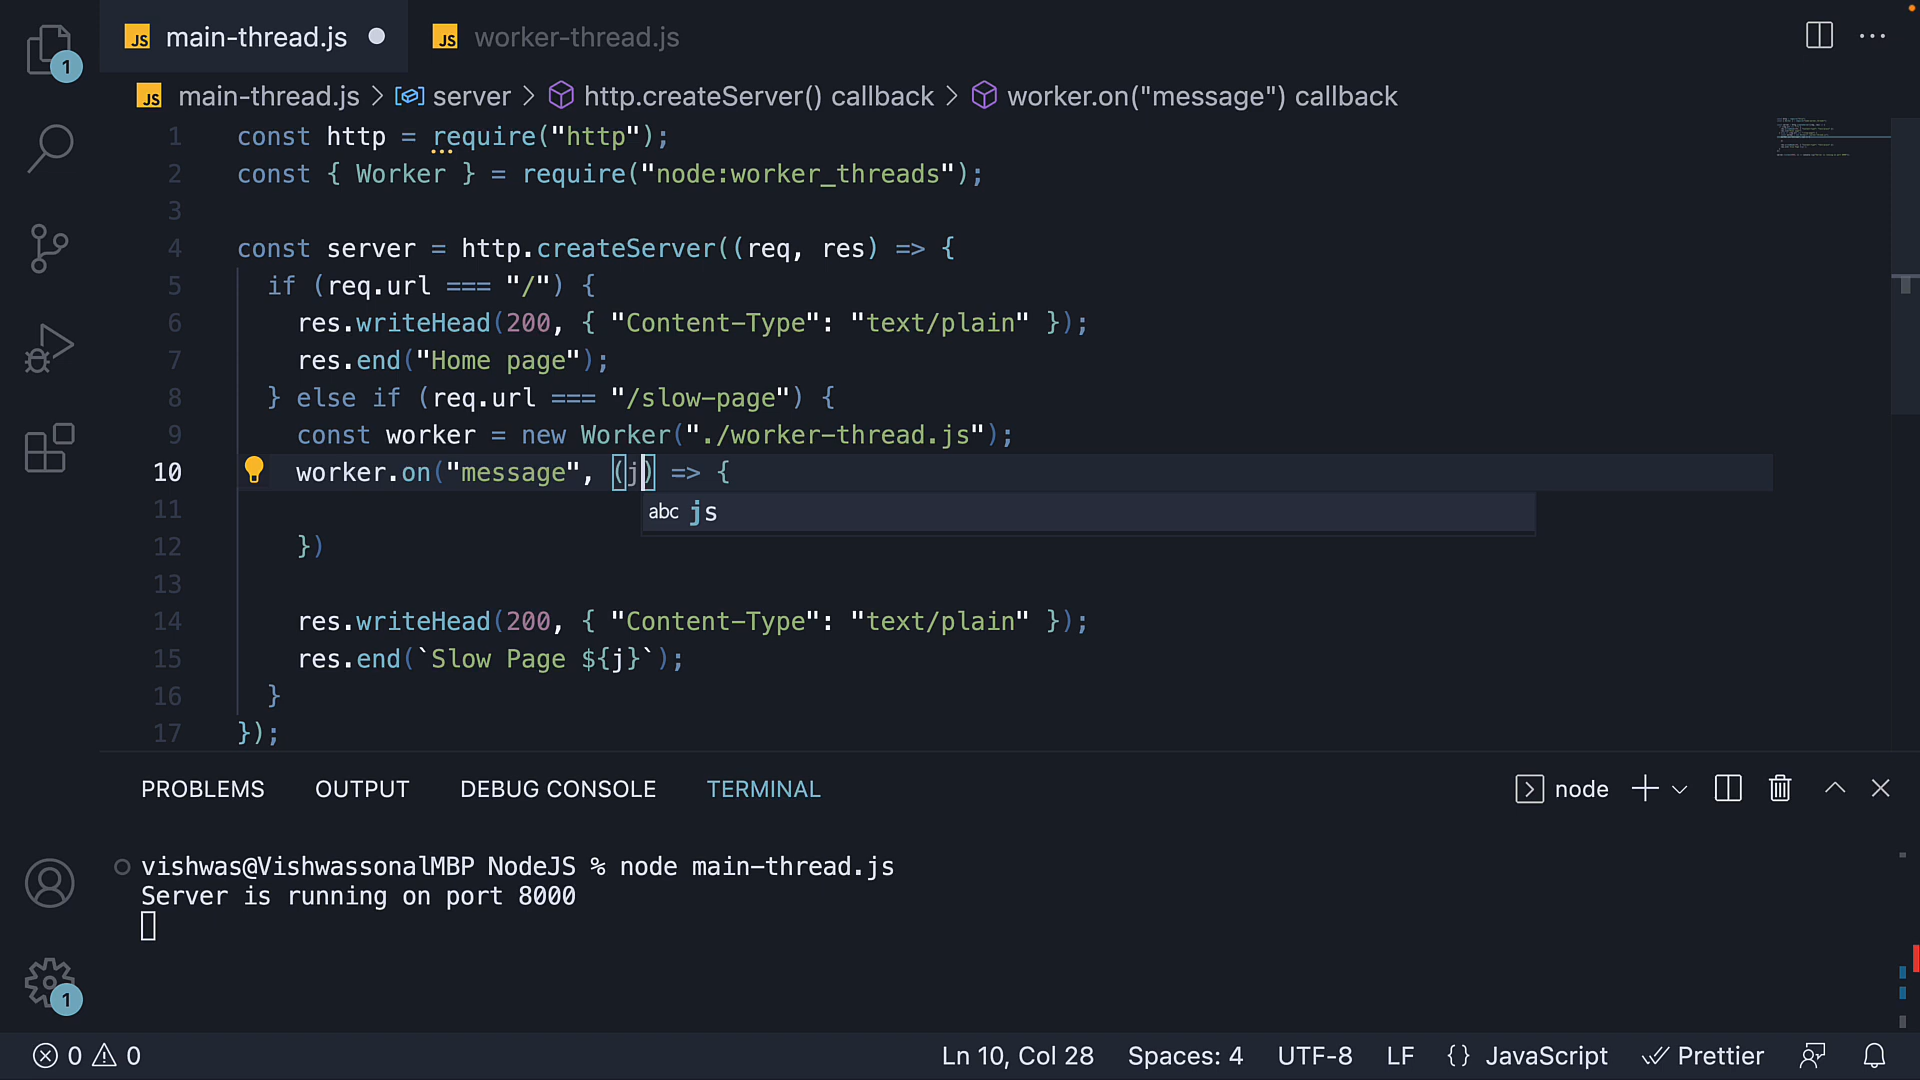 JS main-thread.js
JS worker-thread.js
1
JS main-thread.js > server > http.createServer() callback > worker.on("message") callback
1 const http = require("http");
2 const { Worker } = require("node:worker_threads");
3
4 const server = http.createServer((req, res) => {
5 if (req.url === "/") {
6 res.writeHead(200, { "Content-Type": "text/plain" });
7 res.end("Home page");
8 } else if (req.url === "/slow-page") {
9 const worker = new Worker("./worker-thread.js");
10 worker.on("message", (j) => {
11
abc js
12 })
13
14 res.writeHead(200, { "Content-Type": "text/plain" });
15 res.end(`Slow Page ${j}`);
16 }
17 });
PROBLEMS OUTPUT DEBUG CONSOLE TERMINAL
node
vishwas@VishwassonalMBP NodeJS % node main-thread.js
Server is running on port 8000
1
0 0
Ln 10, Col 28 Spaces: 4 UTF-8 LF {} JavaScript Prettier